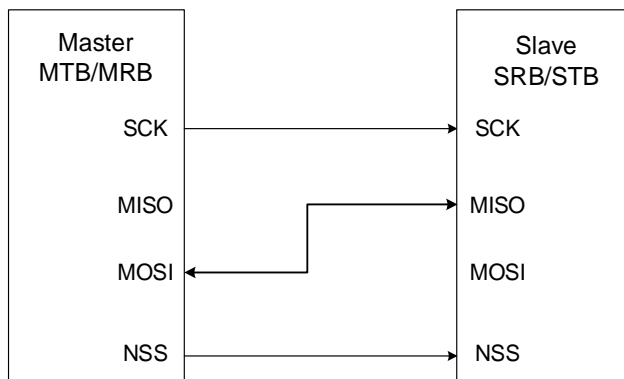 Master
MTB/MRB
SCK
MISO
MOSI
NSS
Slave
SRB/STB
SCK
MISO
MOSI
NSS